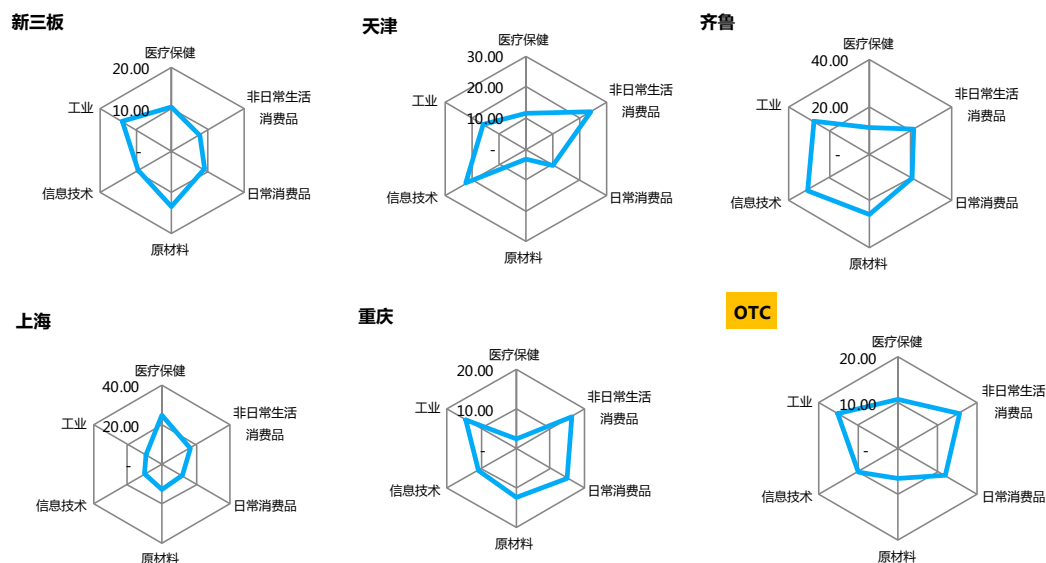 新三板
医疗保健
20.00
非日常生活
消费品
工业
10.00
-
信息技术
日常消费品
原材料
天津
医疗保健
30.00
非日常生活
消费品
20.00
工业
10.00
-
信息技术
日常消费品
原材料
齐鲁
医疗保健
40.00
非日常生活
消费品
工业
20.00
-
信息技术
日常消费品
原材料
上海
医疗保健
40.00
非日常生活
消费品
工业
20.00
-
信息技术
日常消费品
原材料
重庆
医疗保健
20.00
非日常生活
消费品
工业
10.00
-
信息技术
日常消费品
原材料
OTC
医疗保健
20.00
非日常生活
消费品
工业
10.00
-
信息技术
日常消费品
原材料